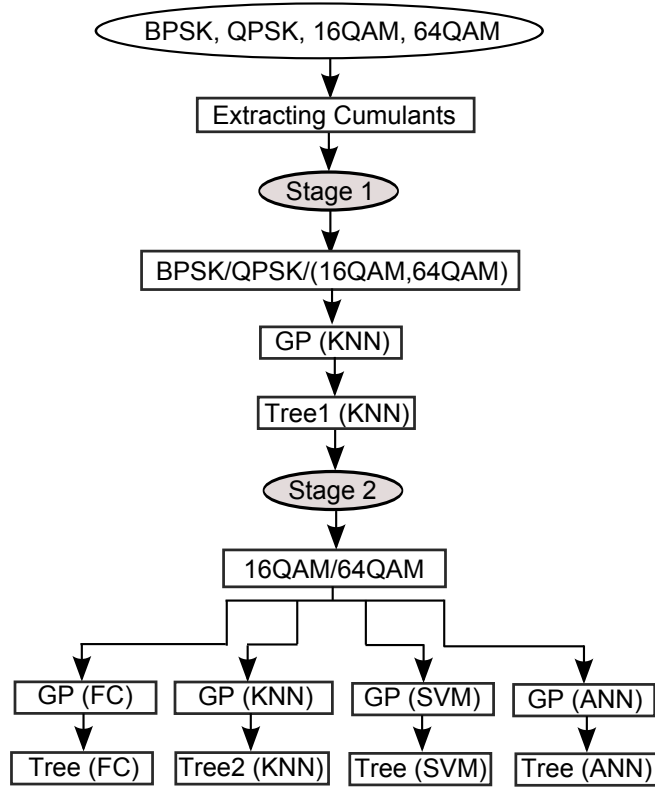 BPSK, QPSK, 16QAM, 64QAM
Extracting Cumulants
Stage 1
BPSK/QPSK/(16QAM,64QAM)
GP (KNN)
Tree1 (KNN)
Stage 2
16QAM/64QAM
GP (FC)
GP (KNN)
GP (SVM)
GP (ANN)
Tree (FC)
Tree2 (KNN)
Tree (SVM)
Tree (ANN)